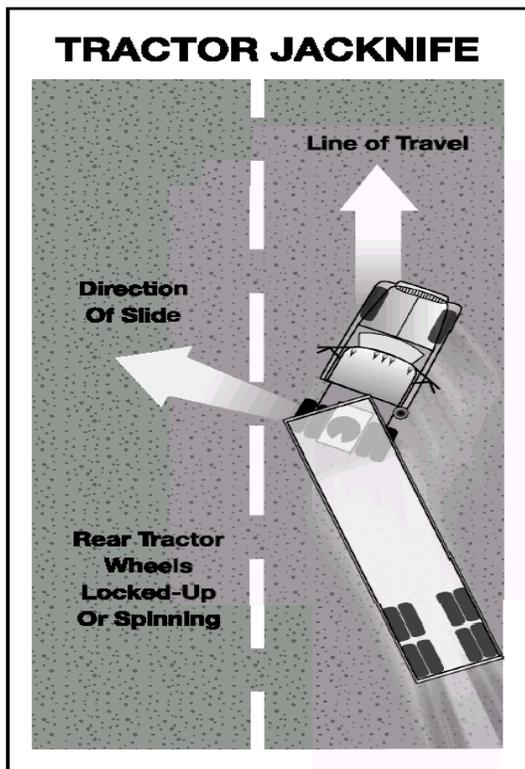 TRACTOR JACKNIFE
Line of Travel
Direction
Of Slide
Rear Tractor
Wheels
Locked-Up
Or Spinning